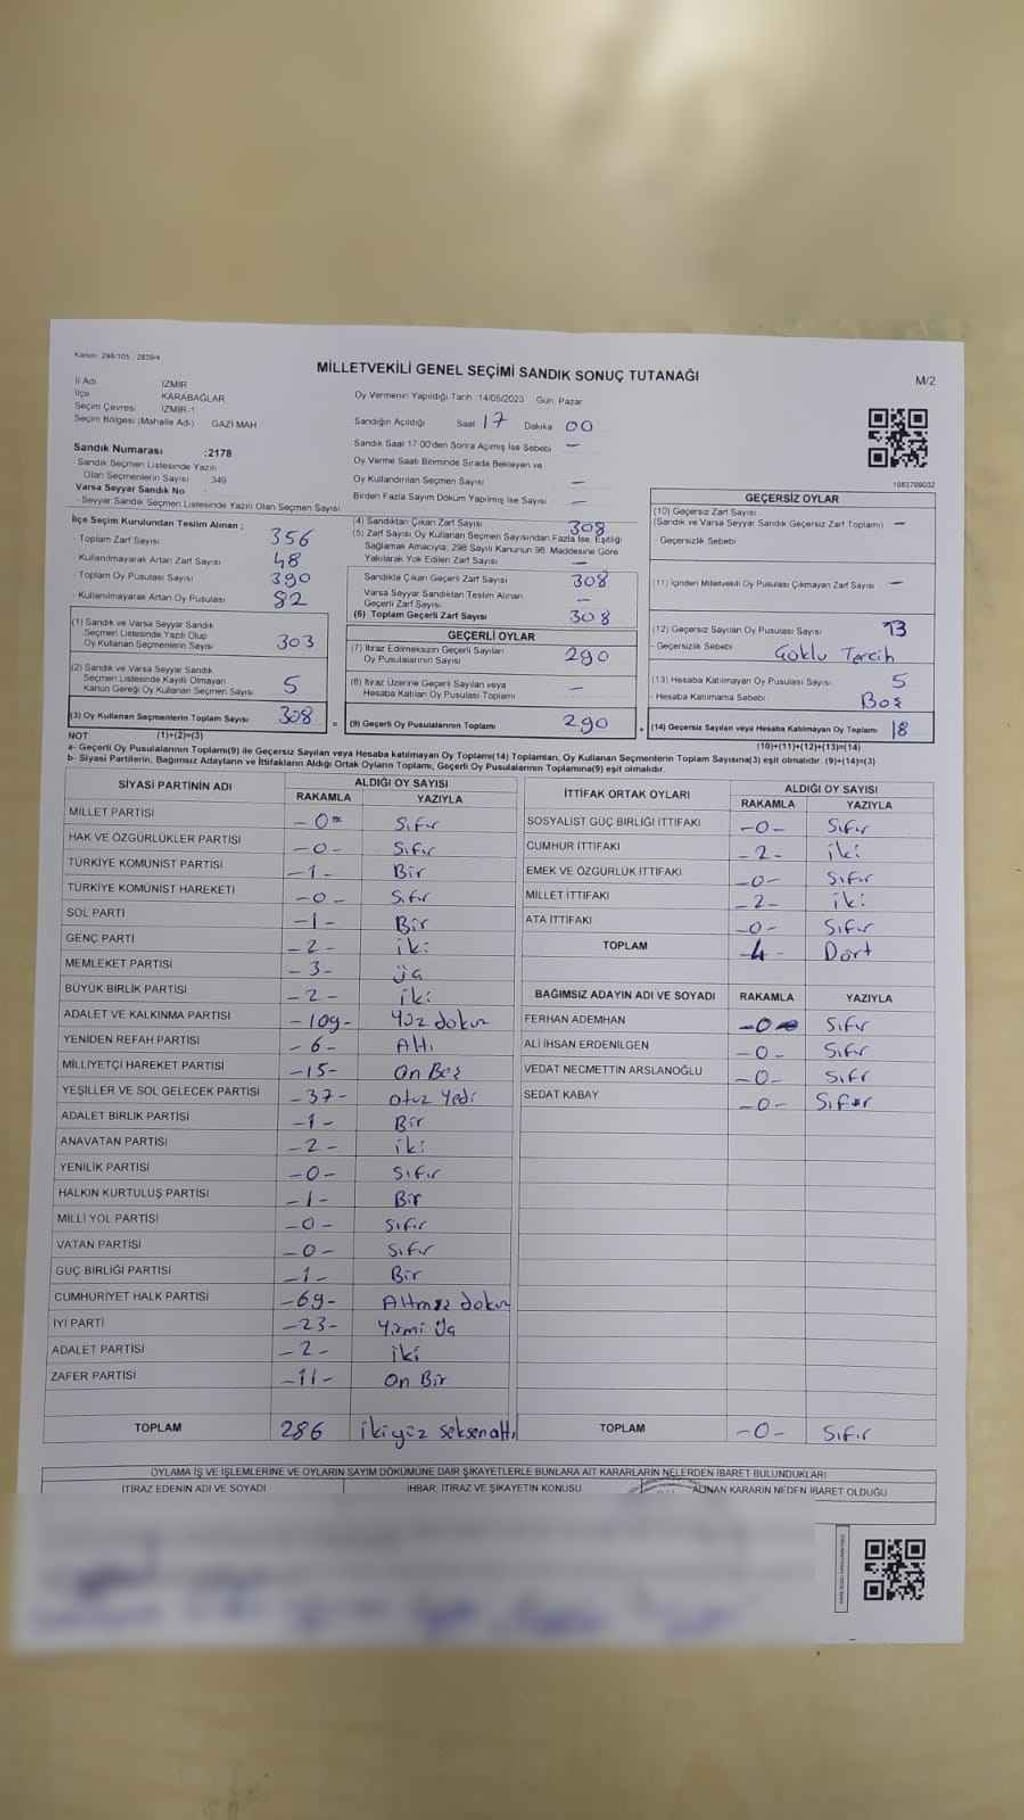 Kanun: 298/105 : 2839/4
MİLLETVEKİLİ GENEL SEÇİMİ SANDIK SONUÇ TUTANAĞI
M/2
İl Adı İZMİR
İlçe KARABAĞLAR
Seçim Çevresi İZMİR-1
Seçim Bölgesi (Mahalle Adı) GAZİ MAH
Sandık Numarası :2178
Sandık Seçmen Listesinde Yazılı
Olan Seçmenlerin Sayısı 349
Varsa Seyyar Sandık No
- Seyyar Sandık Seçmen Listesinde Yazılı Olan Seçmen Sayısı
Oy Vermenin Yapıldığı Tarih :14/05/2023 Gün: Pazar
Sandığın Açıldığı Saat 17 Dakika 00
Sandık Saat 17:00'den Sonra Açılmış İse Sebebi —
Oy Verme Saati Bitiminde Sırada Bekleyen ve
Oy Kullandırılan Seçmen Sayısı —
Birden Fazla Sayım Döküm Yapılmış İse Sayısı —
1083709032
İlçe Seçim Kurulundan Teslim Alınan :
- Toplam Zarf Sayısı 356
- Kullanılmayarak Artan Zarf Sayısı 48
- Toplam Oy Pusulası Sayısı 390
- Kullanılmayarak Artan Oy Pusulası 82
(1) Sandık ve Varsa Seyyar Sandık
Seçmen Listesinde Yazılı Olup
Oy Kullanan Seçmenlerin Sayısı 303
(2) Sandık ve Varsa Seyyar Sandık
Seçmen Listesinde Kayıtlı Olmayan
Kanun Gereği Oy Kullanan Seçmen Sayısı 5
(3) Oy Kullanan Seçmenlerin Toplam Sayısı 308
(1)+(2)=(3)
(4) Sandıktan Çıkan Zarf Sayısı 308
(5) Zarf Sayısı Oy Kullanan Seçmen Sayısından Fazla İse, Eşitliği
Sağlamak Amacıyla, 298 Sayılı Kanunun 98. Maddesine Göre
Yakılarak Yok Edilen Zarf Sayısı —
Sandıkta Çıkan Geçerli Zarf Sayısı 308
Varsa Seyyar Sandıktan Teslim Alınan
Geçerli Zarf Sayısı —
(6) Toplam Geçerli Zarf Sayısı 308
GEÇERLİ OYLAR
(7) İtiraz Edilmeksizin Geçerli Sayılan
Oy Pusulalarının Sayısı 290
(8) İtiraz Üzerine Geçerli Sayılan veya
Hesaba Katılan Oy Pusulası Toplamı —
= (9) Geçerli Oy Pusulalarının Toplamı 290
GEÇERSİZ OYLAR
(10) Geçersiz Zarf Sayısı
(Sandık ve Varsa Seyyar Sandık Geçersiz Zarf Toplamı) —
- Geçersizlik Sebebi
(11) İçinden Milletvekili Oy Pusulası Çıkmayan Zarf Sayısı —
(12) Geçersiz Sayılan Oy Pusulası Sayısı 13
- Geçersizlik Sebebi Çoklu Tercih
(13) Hesaba Katılmayan Oy Pusulası Sayısı 5
- Hesaba Katılmama Sebebi Boş
+ (14) Geçersiz Sayılan veya Hesaba Katılmayan Oy Toplamı 18
(10)+(11)+(12)+(13)=(14)
NOT
a- Geçerli Oy Pusulalarının Toplamı(9) ile Geçersiz Sayılan veya Hesaba katılmayan Oy Toplamı(14) Toplamları, Oy Kullanan Seçmenlerin Toplam Sayısına(3) eşit olmalıdır. (9)+(14)=(3)
b- Siyasi Partilerin, Bağımsız Adayların ve İttifakların Aldığı Ortak Oyların Toplamı, Geçerli Oy Pusulalarının Toplamına(9) eşit olmalıdır.
SİYASİ PARTİNİN ADI ALDIĞI OY SAYISI
RAKAMLA YAZIYLA
MİLLET PARTİSİ -0- Sıfır
HAK VE ÖZGÜRLÜKLER PARTİSİ -0- Sıfır
TÜRKİYE KOMÜNİST PARTİSİ -1- Bir
TÜRKİYE KOMÜNİST HAREKETİ -0- Sıfır
SOL PARTİ -1- Bir
GENÇ PARTİ -2- iki
MEMLEKET PARTİSİ -3- üç
BÜYÜK BİRLİK PARTİSİ -2- iki
ADALET VE KALKINMA PARTİSİ -109- Yüz dokuz
YENİDEN REFAH PARTİSİ -6- Altı
MİLLİYETÇİ HAREKET PARTİSİ -15- On Beş
YEŞİLLER VE SOL GELECEK PARTİSİ -37- otuz Yedi
ADALET BİRLİK PARTİSİ -1- Bir
ANAVATAN PARTİSİ -2- iki
YENİLİK PARTİSİ -0- Sıfır
HALKIN KURTULUŞ PARTİSİ -1- Bir
MİLLİ YOL PARTİSİ -0- Sıfır
VATAN PARTİSİ -0- Sıfır
GÜÇ BİRLİĞİ PARTİSİ -1- Bir
CUMHURİYET HALK PARTİSİ -69- Altmış dokuz
İYİ PARTİ -23- Yirmi Üç
ADALET PARTİSİ -2- iki
ZAFER PARTİSİ -11- On Bir
TOPLAM 286 ikiyüz seksenaltı
İTTİFAK ORTAK OYLARI ALDIĞI OY SAYISI
RAKAMLA YAZIYLA
SOSYALİST GÜÇ BİRLİĞİ İTTİFAKI -0- Sıfır
CUMHUR İTTİFAKI -2- iki
EMEK VE ÖZGÜRLÜK İTTİFAKI -0- Sıfır
MİLLET İTTİFAKI -2- iki
ATA İTTİFAKI -0- Sıfır
TOPLAM -4- Dört
BAĞIMSIZ ADAYIN ADI VE SOYADI RAKAMLA YAZIYLA
FERHAN ADEMHAN -0- Sıfır
ALİ İHSAN ERDENİLGEN -0- Sıfır
VEDAT NECMETTİN ARSLANOĞLU -0- Sıfır
SEDAT KABAY -0- Sıfır
TOPLAM -0- Sıfır
OYLAMA İŞ VE İŞLEMLERİNE VE OYLARIN SAYIM DÖKÜMÜNE DAİR ŞİKAYETLERLE BUNLARA AİT KARARLARIN NELERDEN İBARET BULUNDUKLARI
İTİRAZ EDENİN ADI VE SOYADI İHBAR, İTİRAZ VE ŞİKAYETİN KONUSU ALINAN KARARIN NEDEN İBARET OLDUĞU